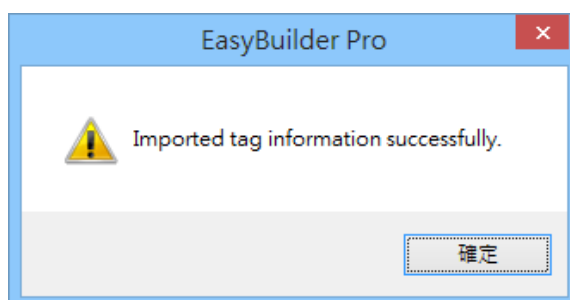 EasyBuilder Pro
Imported tag information successfully.
確定